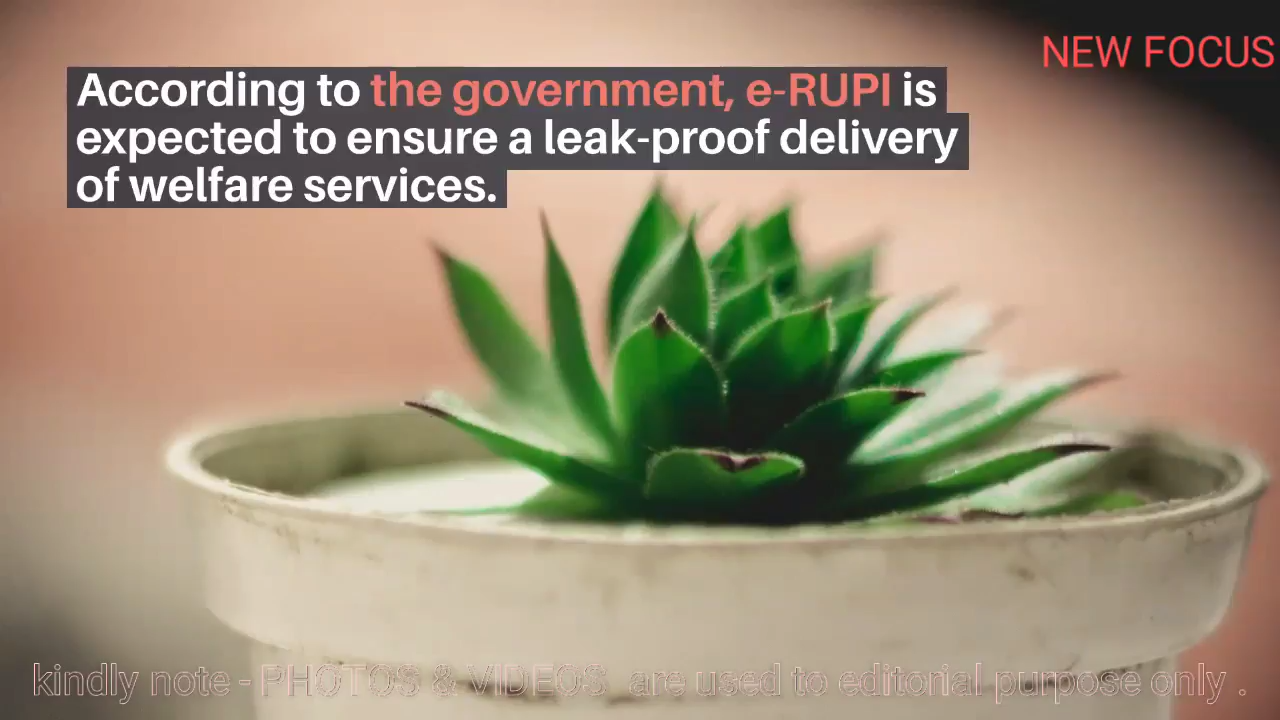 NEW FOCUS
According to the government, e-RUPI is
expected to ensure a leak-proof delivery
of welfare services.
kindly note - PHOTOS & VIDEOS are used to editorial purpose only .